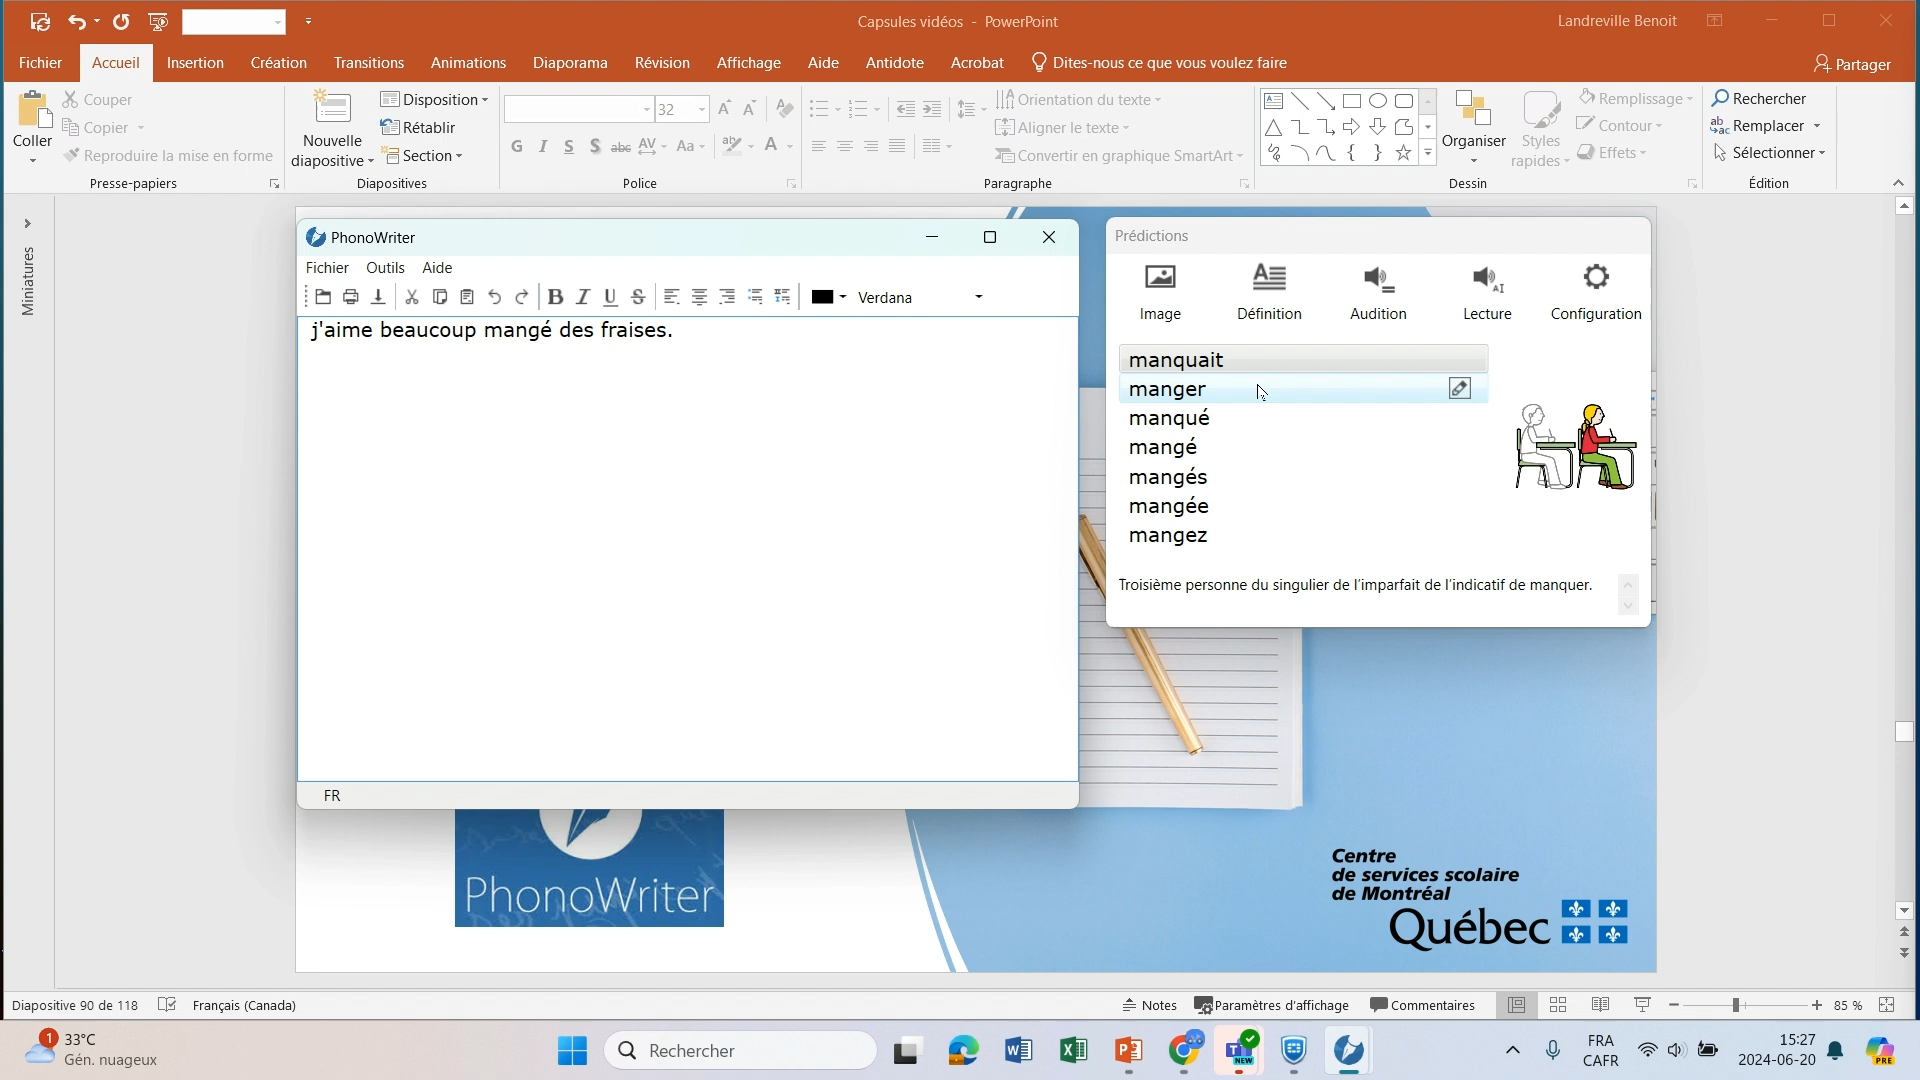 Capsules vidéos - PowerPoint
Landreville Benoit
Fichier Accueil Insertion Création Transitions Animations Diaporama Révision Affichage Aide Antidote Acrobat Dites-nous ce que vous voulez faire Partager
Coller
Couper
Copier
Reproduire la mise en forme
Presse-papiers
Nouvelle
diapositive
Disposition
Rétablir
Section
Diapositives
32
G I S S abc AV Aa A
Police
Orientation du texte
Aligner le texte
Convertir en graphique SmartArt
Paragraphe
Organiser
Styles
rapides
Remplissage
Contour
Effets
Dessin
Rechercher
Remplacer
Sélectionner
Édition
Miniatures
PhonoWriter
Fichier Outils Aide
B I U S Verdana
j'aime beaucoup mangé des fraises.
FR
Prédictions
Image Définition Audition Lecture Configuration
manquait
manger
manqué
mangé
mangés
mangée
mangez
Troisième personne du singulier de l'imparfait de l'indicatif de manquer.
PhonoWriter
Centre
de services scolaire
de Montréal
Québec
Diapositive 90 de 118 Français (Canada) Notes Paramètres d'affichage Commentaires 85 %
1
33°C
Gén. nuageux
Rechercher
NEW
FRA
CAFR
15:27
2024-06-20
PRE